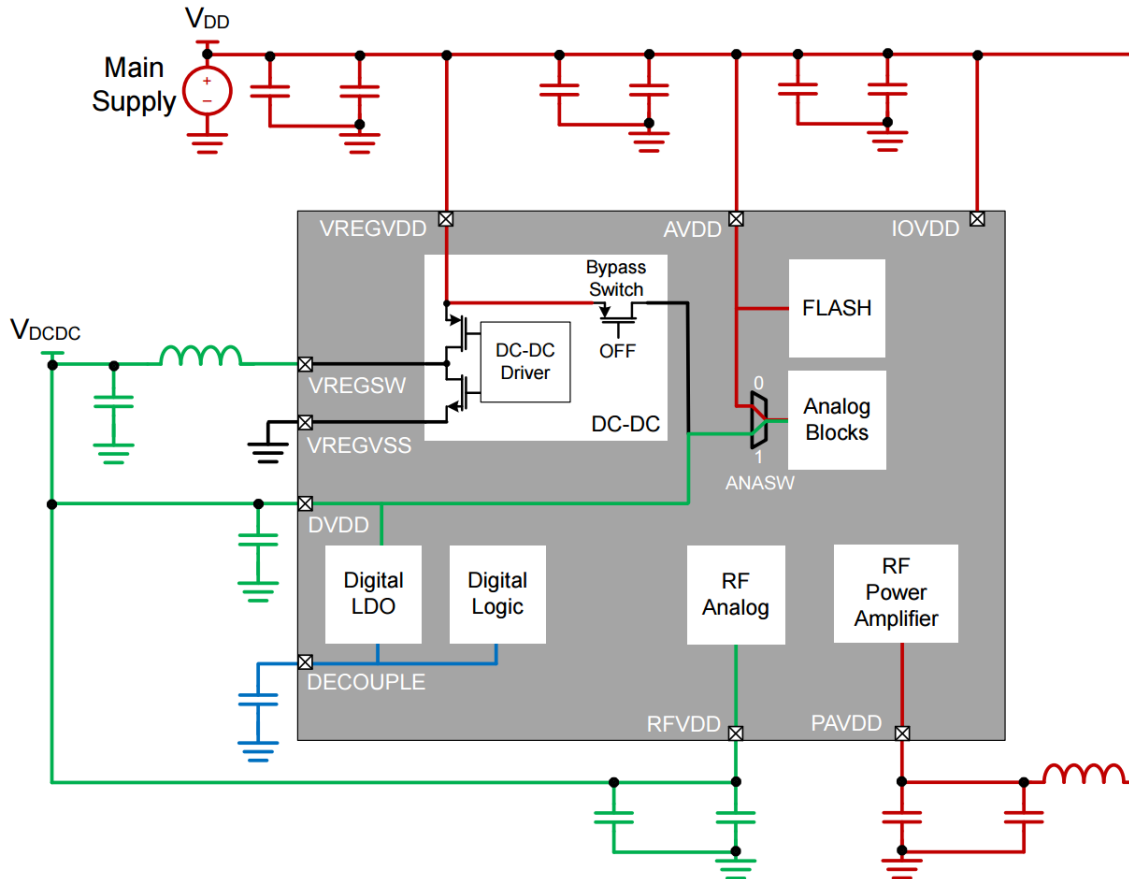 VDD
Main
Supply
+
–
VREGVDD
AVDD
IOVDD
Bypass
Switch
OFF
FLASH
VDCDC
DC-DC
Driver
VREGSW
0
Analog
Blocks
DC-DC
VREGVSS
1
ANASW
DVDD
Digital
LDO
Digital
Logic
RF
Analog
RF
Power
Amplifier
DECOUPLE
RFVDD
PAVDD